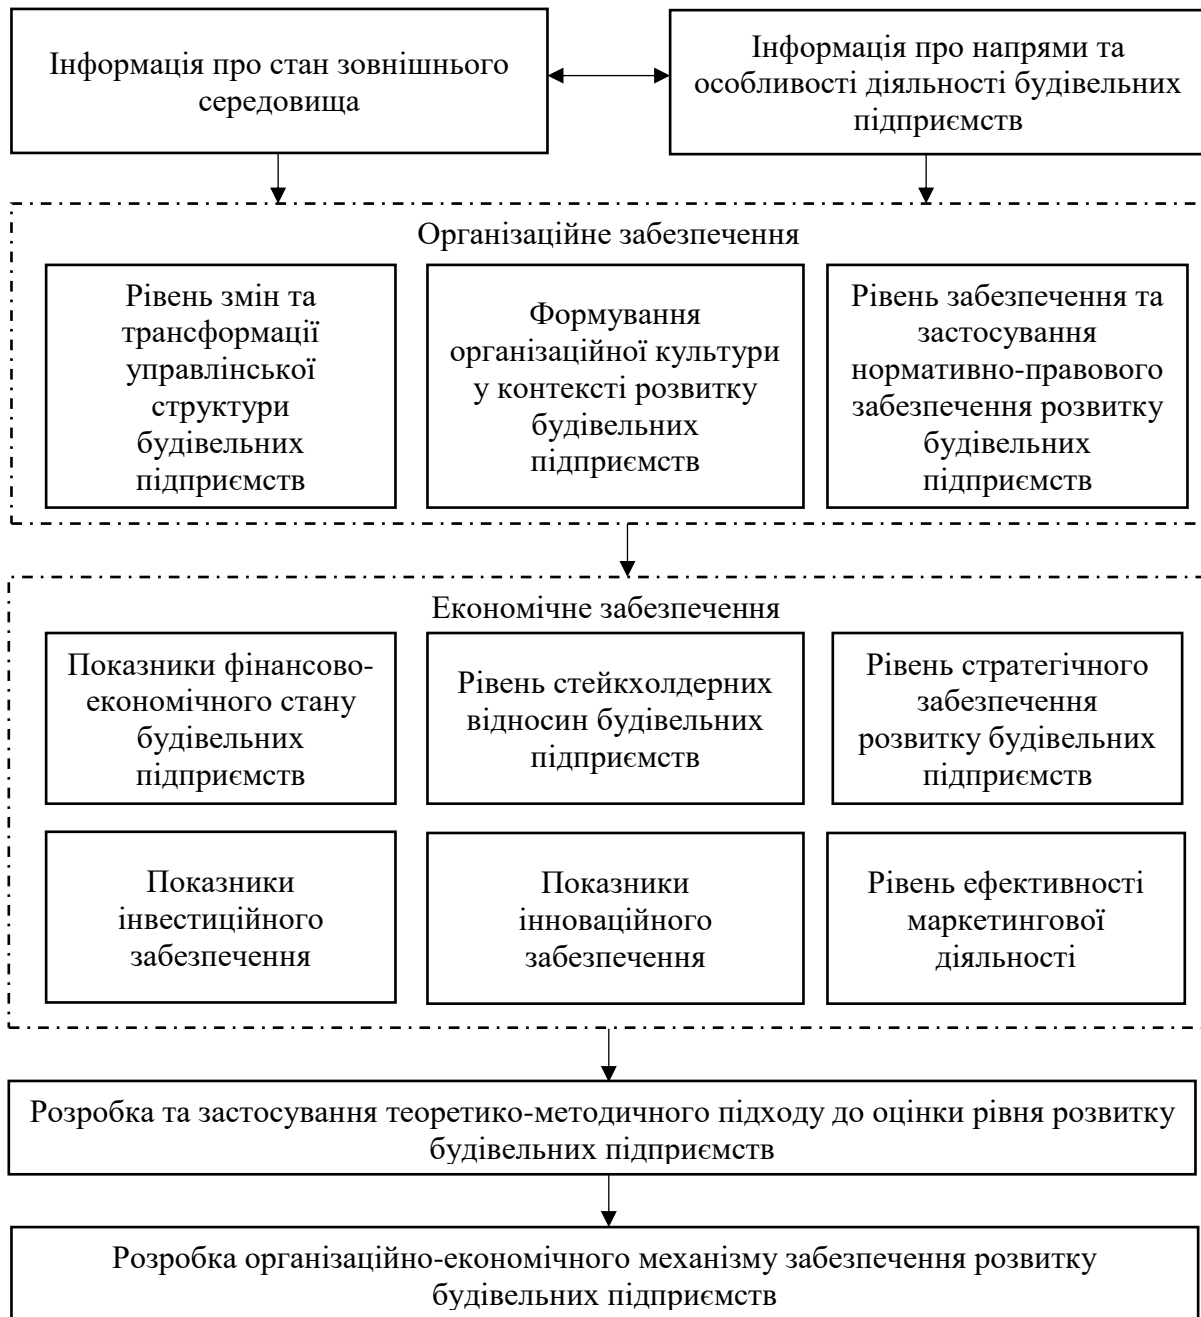 Інформація про стан зовнішнього
середовища
Інформація про напрями та
особливості діяльності будівельних
підприємств
Організаційне забезпечення
Рівень змін та
трансформації
управлінської
структури
будівельних
підприємств
Формування
організаційної культури
у контексті розвитку
будівельних
підприємств
Рівень забезпечення та
застосування
нормативно-правового
забезпечення розвитку
будівельних
підприємств
Економічне забезпечення
Показники фінансово-
економічного стану
будівельних
підприємств
Рівень стейкхолдерних
відносин будівельних
підприємств
Рівень стратегічного
забезпечення
розвитку будівельних
підприємств
Показники
інвестиційного
забезпечення
Показники
інноваційного
забезпечення
Рівень ефективності
маркетингової
діяльності
Розробка та застосування теоретико-методичного підходу до оцінки рівня розвитку
будівельних підприємств
Розробка організаційно-економічного механізму забезпечення розвитку
будівельних підприємств